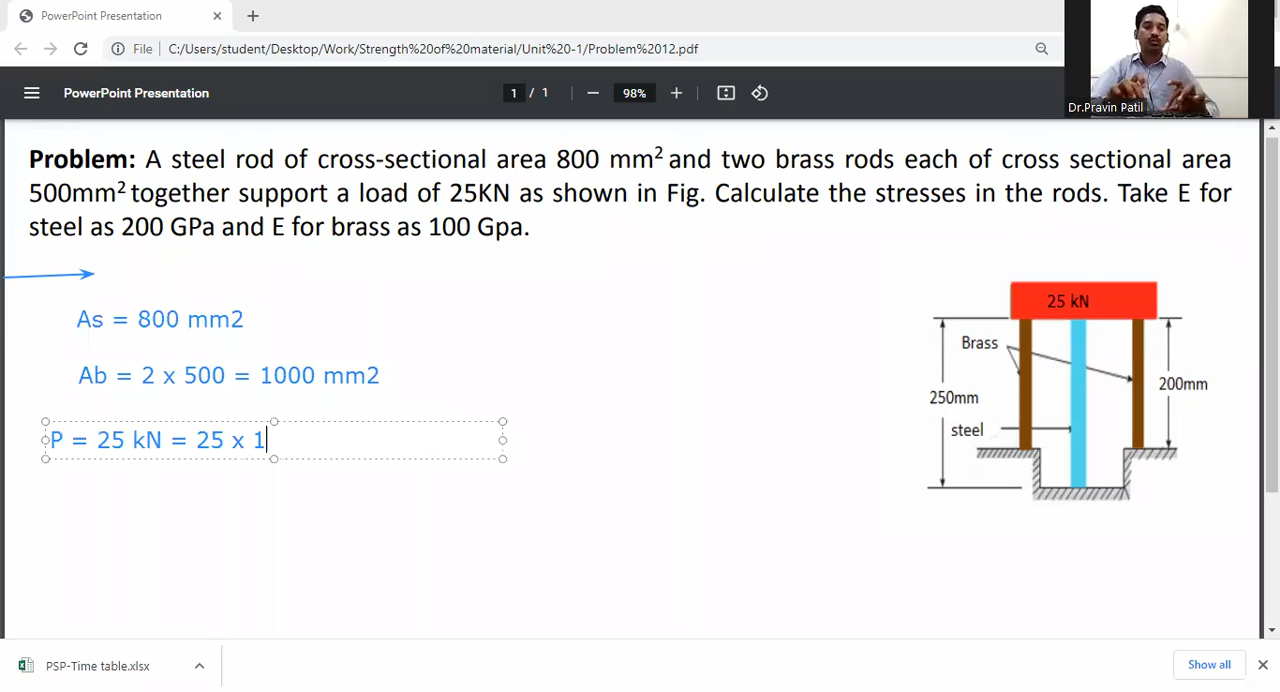 PowerPoint Presentation
File
C:/Users/student/Desktop/Work/Strength%20of%20material/Unit%20-1/Problem%2012.pdf
PowerPoint Presentation
1 / 1
98%
Dr.Pravin Patil
Problem: A steel rod of cross-sectional area 800 mm² and two brass rods each of cross sectional area
500mm² together support a load of 25KN as shown in Fig. Calculate the stresses in the rods. Take E for
steel as 200 GPa and E for brass as 100 Gpa.
As = 800 mm2
Ab = 2 x 500 = 1000 mm2
P = 25 kN = 25 x 1
25 kN
Brass
200mm
250mm
steel
PSP-Time table.xlsx
Show all